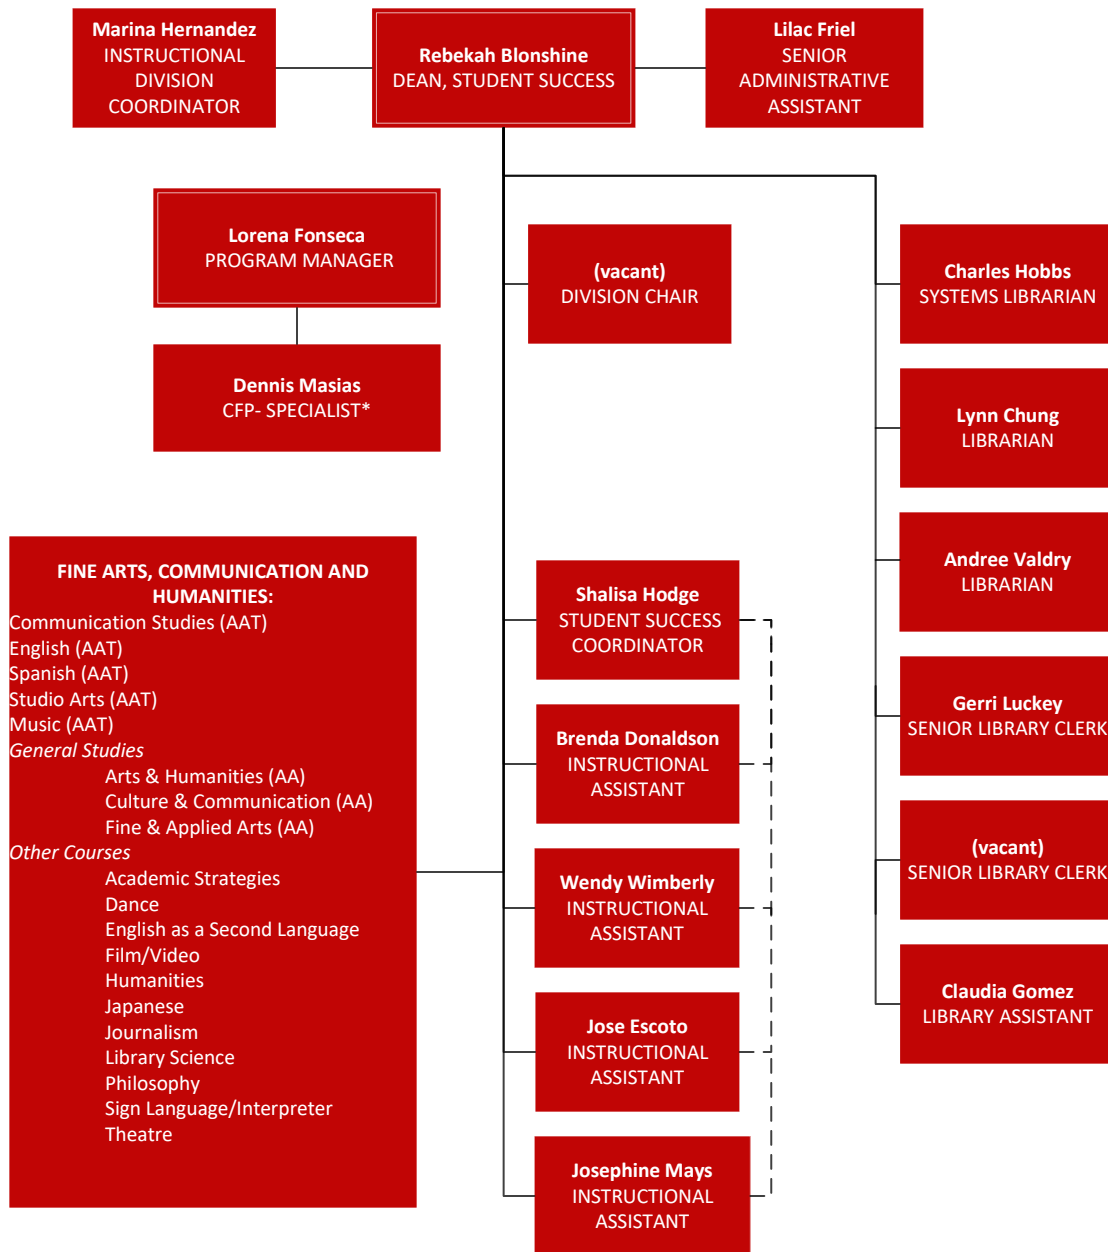 Marina Hernandez
INSTRUCTIONAL
DIVISION
COORDINATOR
Rebekah Blonshine
DEAN, STUDENT SUCCESS
Lilac Friel
SENIOR
ADMINISTRATIVE
ASSISTANT
Lorena Fonseca
PROGRAM MANAGER
(vacant)
DIVISION CHAIR
Charles Hobbs
SYSTEMS LIBRARIAN
Dennis Masias
CFP- SPECIALIST*
Lynn Chung
LIBRARIAN
Andree Valdry
LIBRARIAN
FINE ARTS, COMMUNICATION AND
HUMANITIES:
Communication Studies (AAT)
English (AAT)
Spanish (AAT)
Studio Arts (AAT)
Music (AAT)
General Studies
Arts & Humanities (AA)
Culture & Communication (AA)
Fine & Applied Arts (AA)
Other Courses
Academic Strategies
Dance
English as a Second Language
Film/Video
Humanities
Japanese
Journalism
Library Science
Philosophy
Sign Language/Interpreter
Theatre
Shalisa Hodge
STUDENT SUCCESS
COORDINATOR
Gerri Luckey
SENIOR LIBRARY CLERK
Brenda Donaldson
INSTRUCTIONAL
ASSISTANT
(vacant)
SENIOR LIBRARY CLERK
Wendy Wimberly
INSTRUCTIONAL
ASSISTANT
Claudia Gomez
LIBRARY ASSISTANT
Jose Escoto
INSTRUCTIONAL
ASSISTANT
Josephine Mays
INSTRUCTIONAL
ASSISTANT